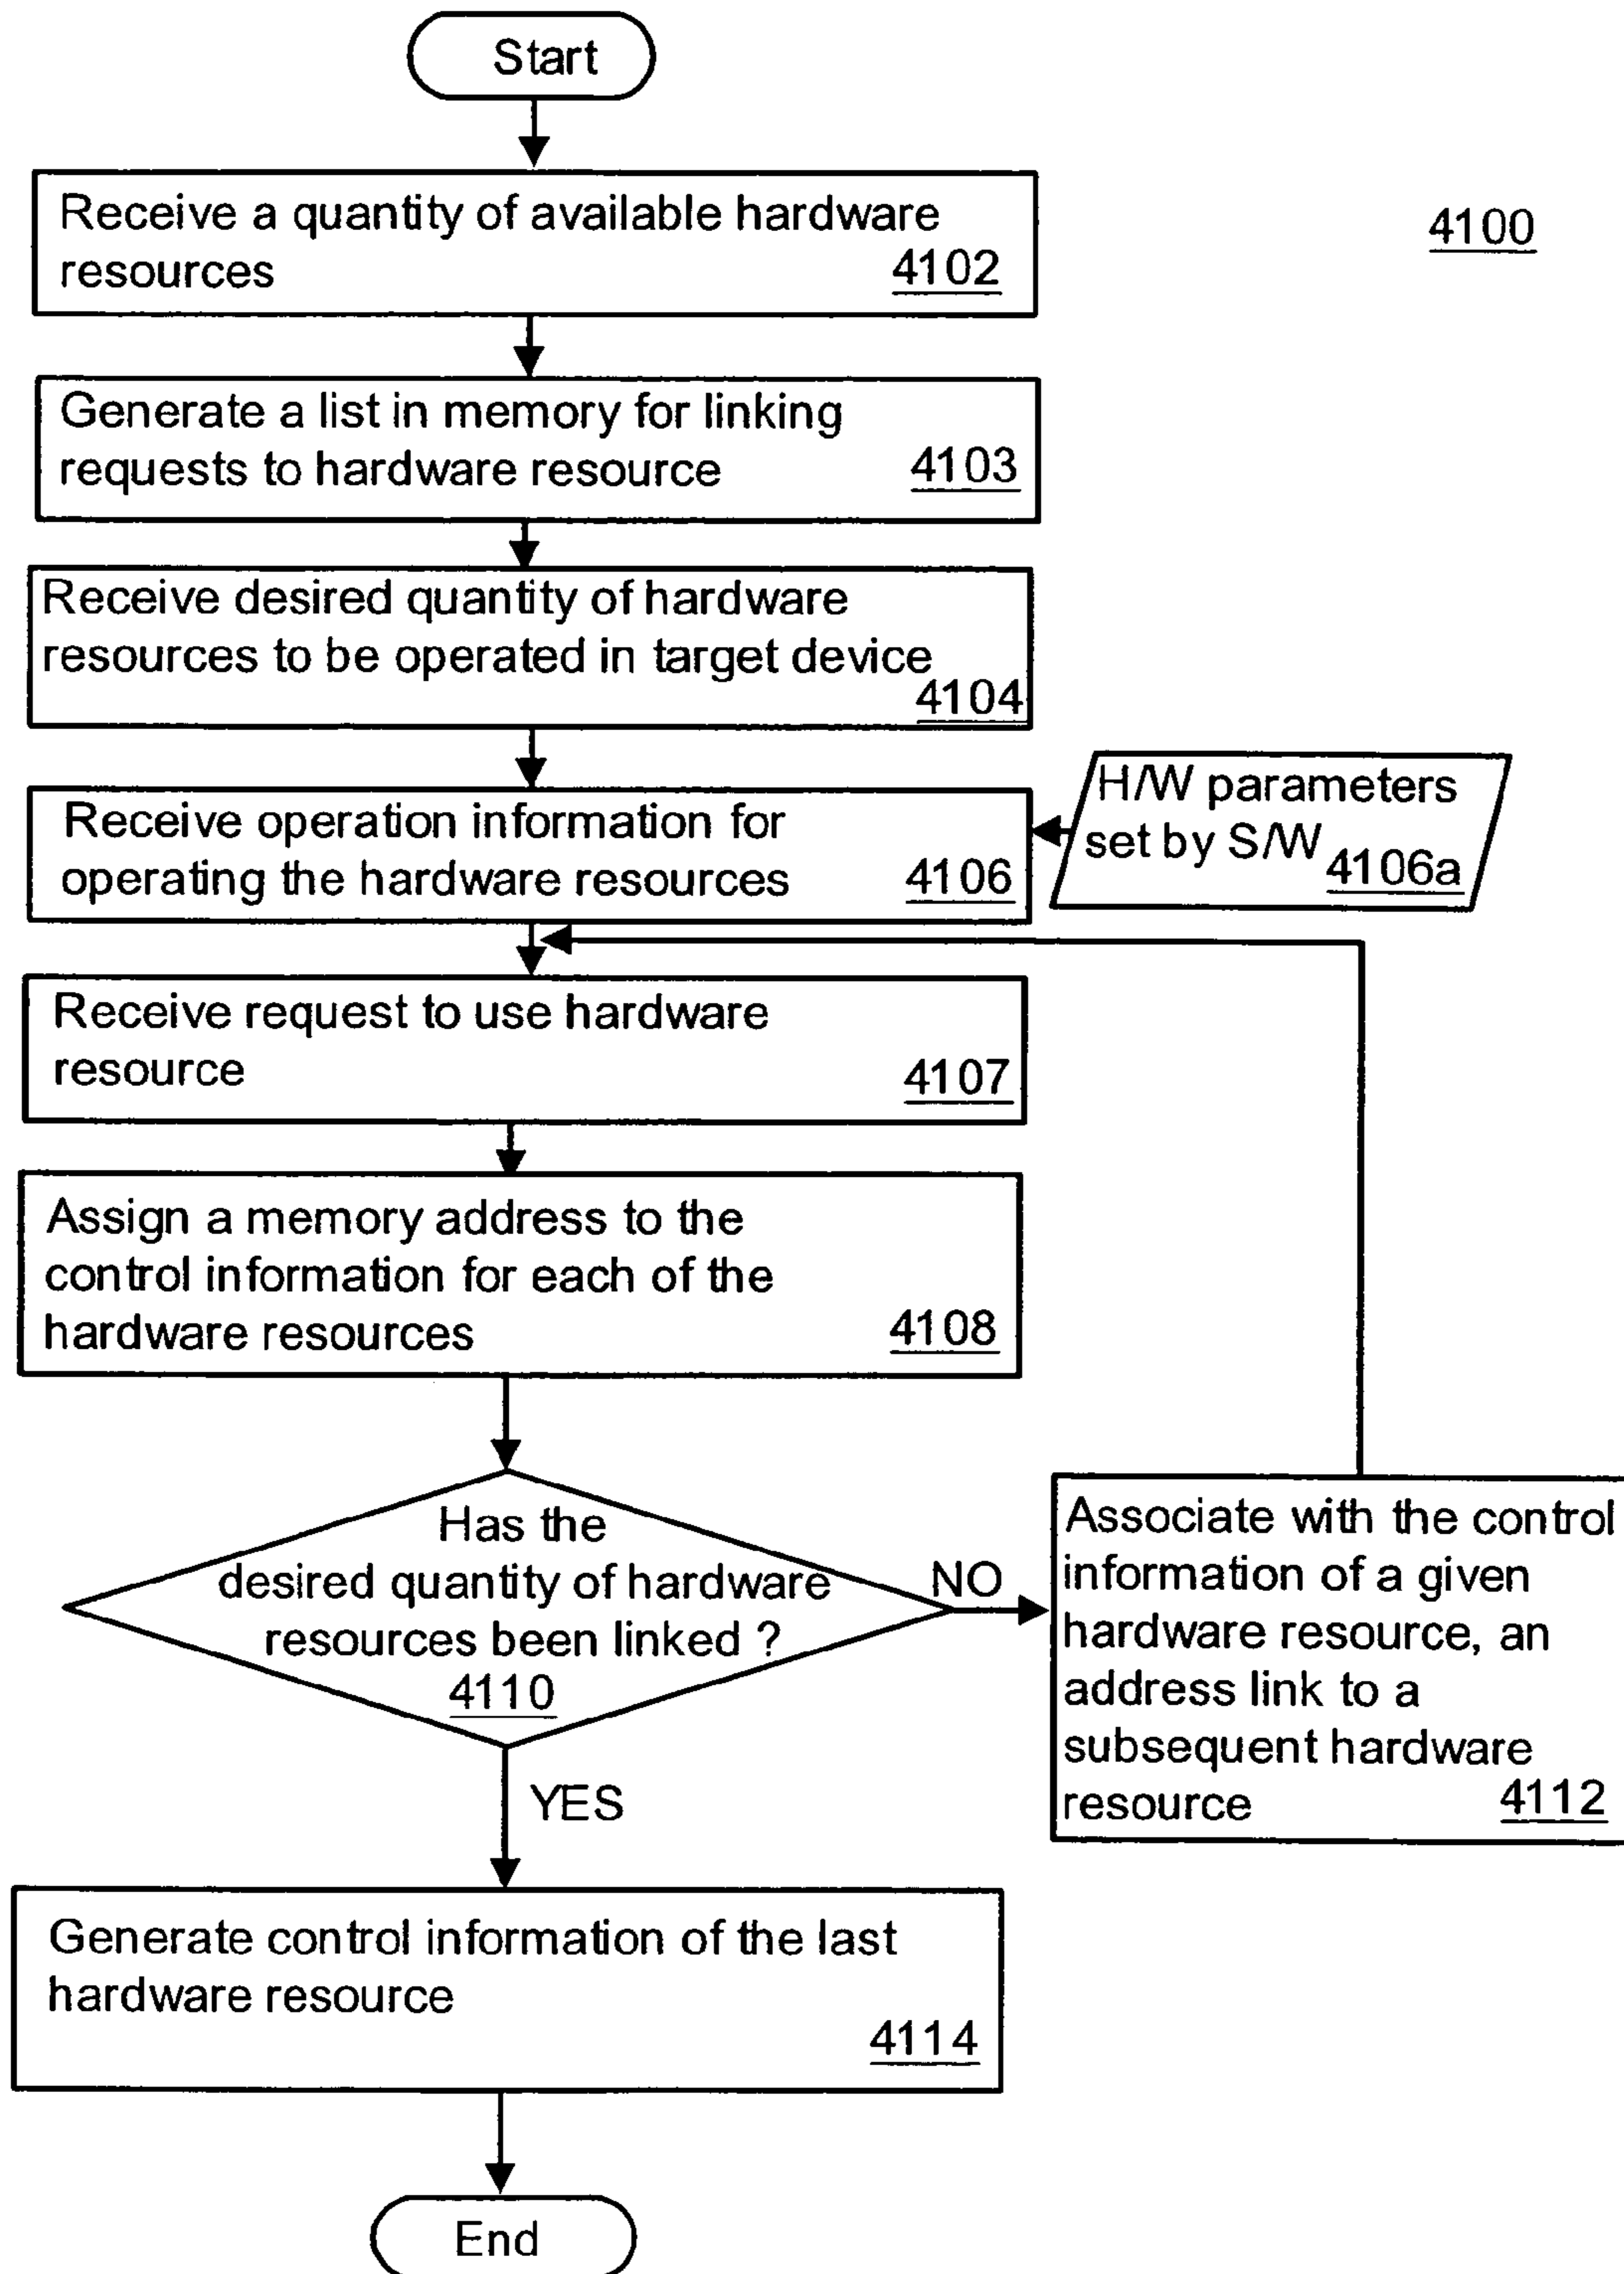 Start
4100
Receive a quantity of available hardware
resources 4102
Generate a list in memory for linking
requests to hardware resource 4103
Receive desired quantity of hardware
resources to be operated in target device
4104
Receive operation information for
operating the hardware resources 4106
H/W parameters
set by S/W 4106a
Receive request to use hardware
resource 4107
Assign a memory address to the
control information for each of the
hardware resources 4108
Has the
desired quantity of hardware
resources been linked ?
4110
NO
Associate with the control
information of a given
hardware resource, an
address link to a
subsequent hardware
resource 4112
YES
Generate control information of the last
hardware resource
4114
End